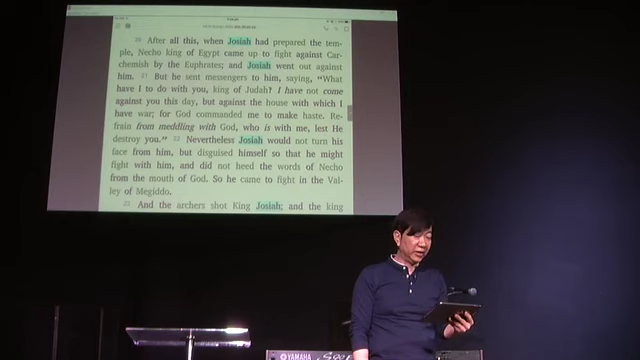 20 After all this, when Josiah had prepared the tem-
ple, Necho king of Egypt came up to fight against Car-
chemish by the Euphrates; and Josiah went out against
him. 21 But he sent messengers to him, saying, "What
have I to do with you, king of Judah? I have not come
against you this day, but against the house with which I
have war; for God commanded me to make haste. Re-
frain from meddling with God, who is with me, lest He
destroy you." 22 Nevertheless Josiah would not turn his
face from him, but disguised himself so that he might
fight with him, and did not heed the words of Necho
from the mouth of God. So he came to fight in the Val-
ley of Megiddo.
23 And the archers shot King Josiah; and the king
YAMAHA S90